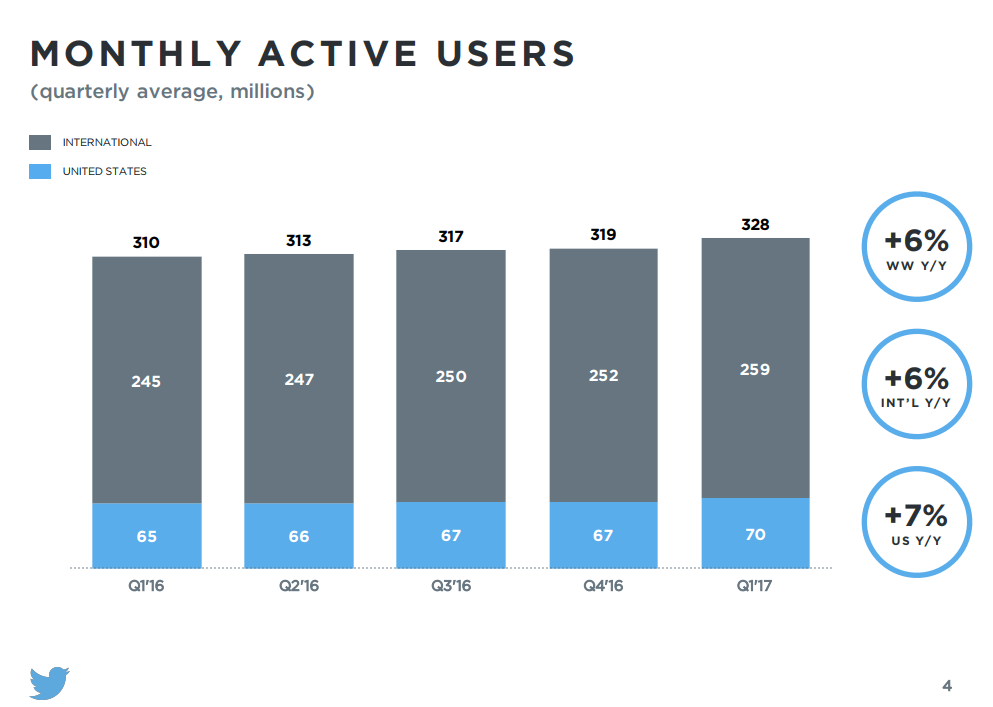 MONTHLY ACTIVE USERS
(quarterly average, millions)
INTERNATIONAL
UNITED STATES
310 313 317 319 328
245 247 250 252 259
65 66 67 67 70
Q1'16 Q2'16 Q3'16 Q4'16 Q1'17
+6%
WW Y/Y
+6%
INT'L Y/Y
+7%
US Y/Y
4